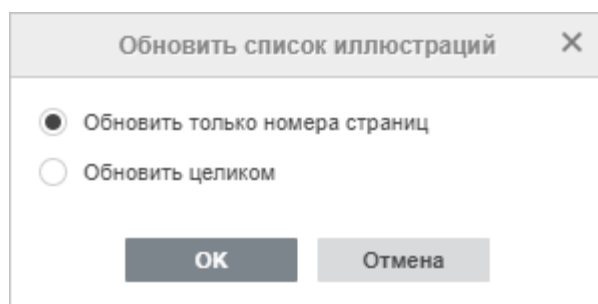 Обновить список иллюстраций
Обновить только номера страниц
Обновить целиком
OK
Отмена